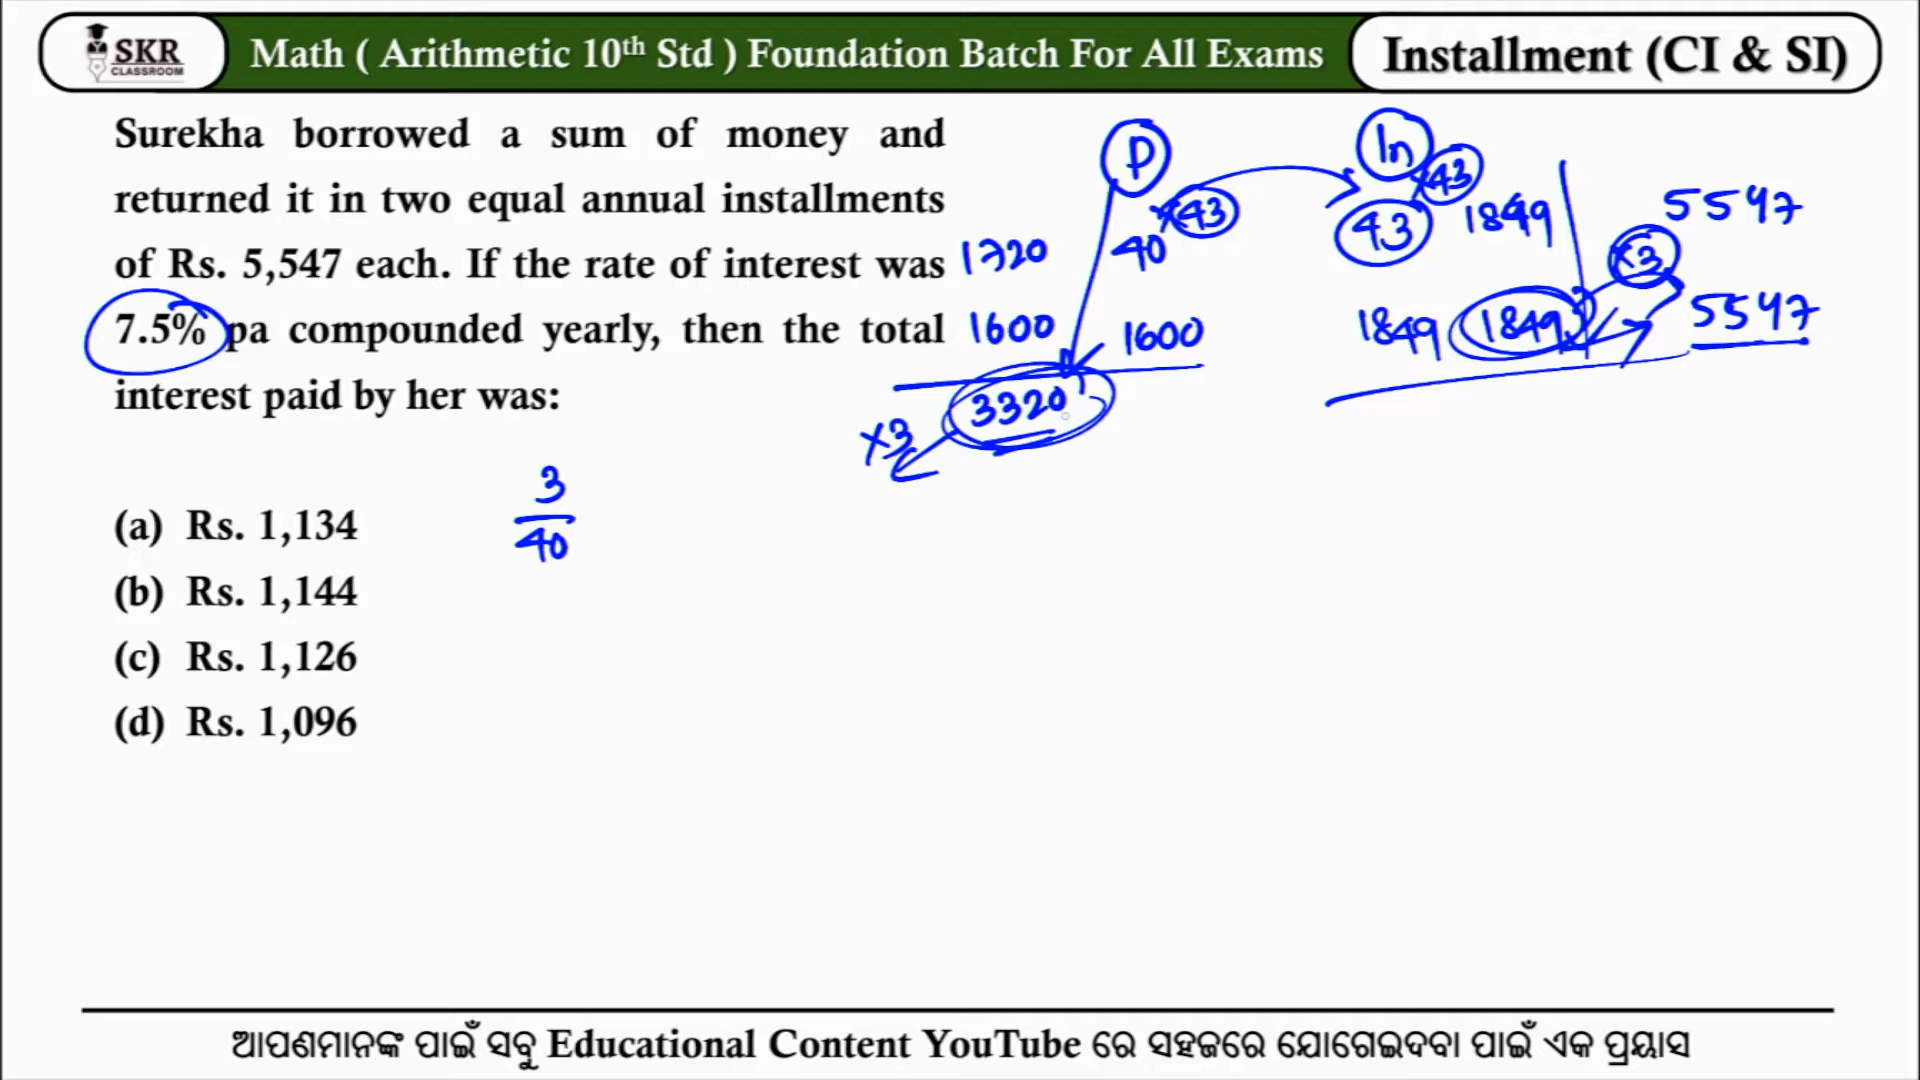 SKR
CLASSROOM
Math ( Arithmetic 10th Std ) Foundation Batch For All Exams
Installment (CI & SI)
Surekha borrowed a sum of money and
returned it in two equal annual installments
of Rs. 5,547 each. If the rate of interest was
7.5% pa compounded yearly, then the total
interest paid by her was:
(a) Rs. 1,134
(b) Rs. 1,144
(c) Rs. 1,126
(d) Rs. 1,096
3
40
P
In
×43
×43
1720
40
43
1849
5547
×3
1600
1600
1849
1849
5547
3320
×3
ଆପଣମାନଙ୍କ ପାଇଁ ସବୁ Educational Content YouTube ରେ ସହଜରେ ଯୋଗେଇଦବା ପାଇଁ ଏକ ପ୍ରୟାସ